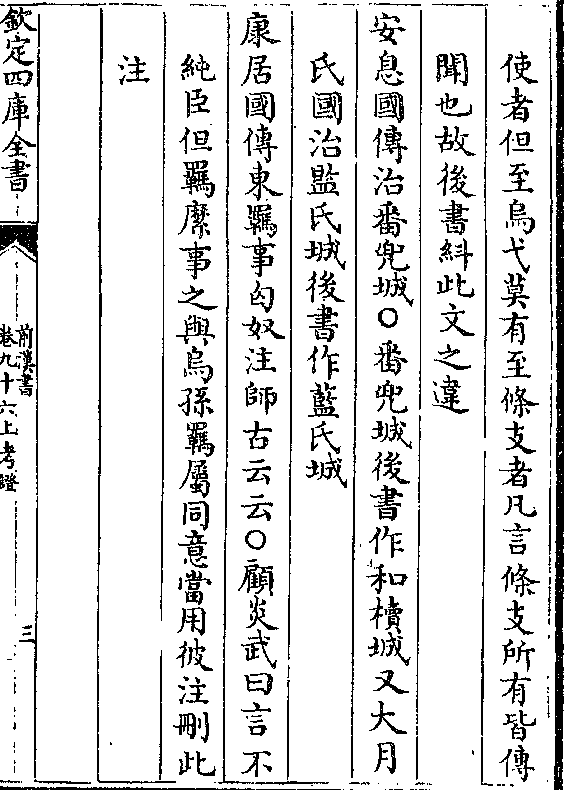 使者但至烏弋莫有至條支者凡言條支所有皆傳
聞也故後書糾此文之違
安息國傳治番兜城○番兜城後書作和櫝城又大月
氏國治監氏城後書作藍氏城
康居國傳東羈事匈奴注師古云云○顧炎武曰言不
純臣但羈縻事之與烏孫羈屬同意當用彼注刪此
注
欽定四庫全書
前漢書
卷九十六上考證
三